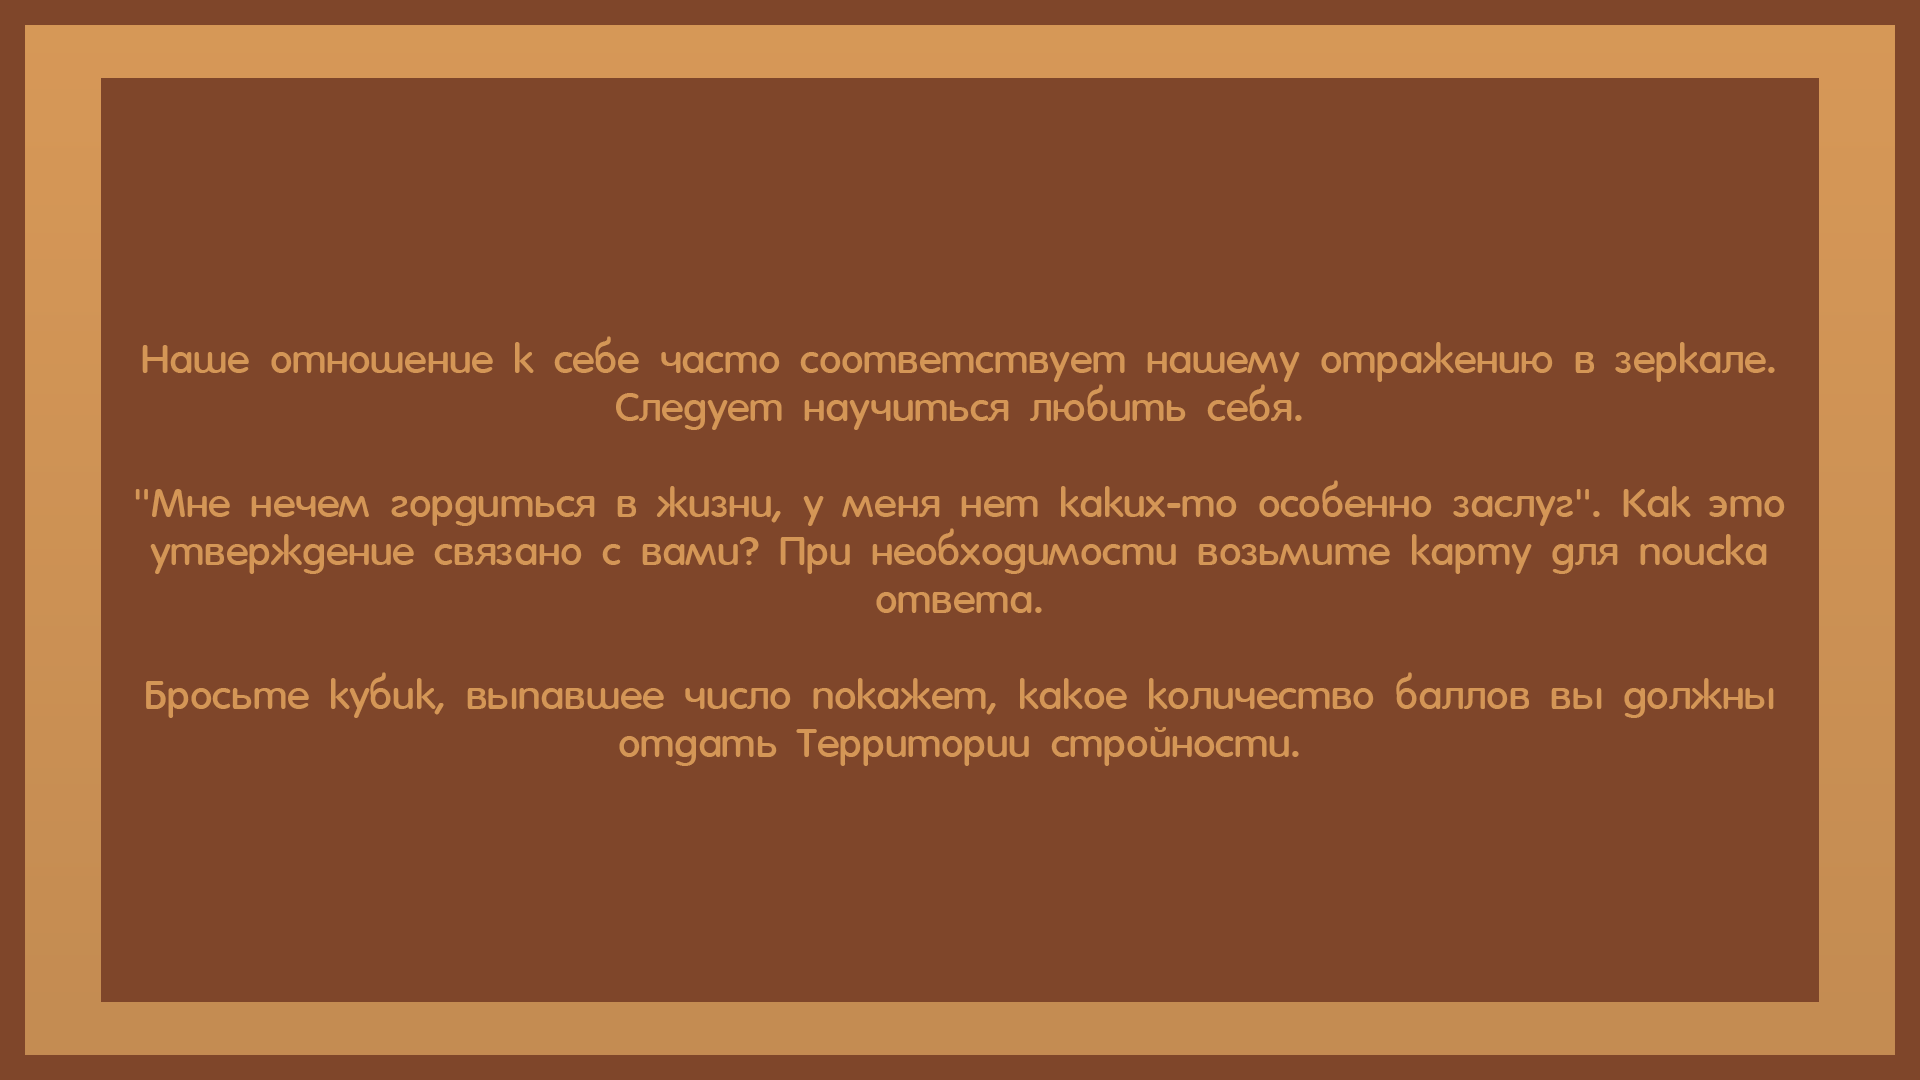 Наше отношение к себе часто соответствует нашему отражению в зеркале.
Следует научиться любить себя.
"Мне нечем гордиться в жизни, у меня нет каких-то особенно заслуг". Как это
утверждение связано с вами? При необходимости возьмите карту для поиска
ответа.
Бросьте кубик, выпавшее число покажет, какое количество баллов вы должны
отдать Территории стройности.